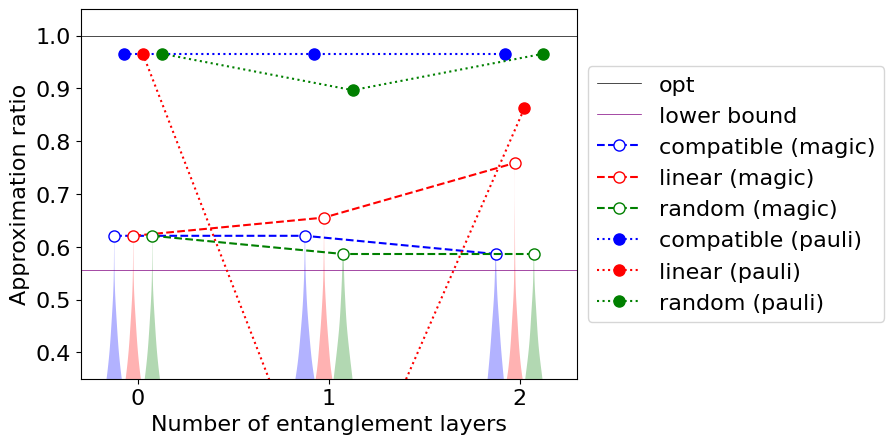 1.0
0.9
0.8
0.7
0.6
0.5
0.4
Approximation ratio
0 1 2
Number of entanglement layers
opt
lower bound
compatible (magic)
linear (magic)
random (magic)
compatible (pauli)
linear (pauli)
random (pauli)